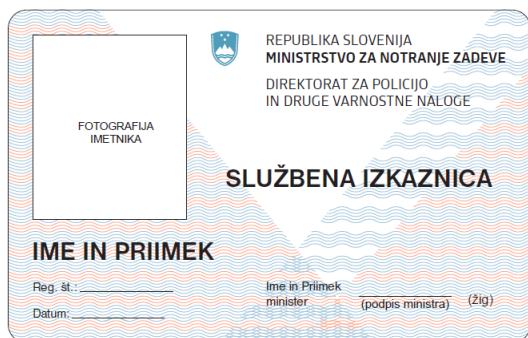 REPUBLIKA SLOVENIJA
MINISTRSTVO ZA NOTRANJE ZADEVE
DIREKTORAT ZA POLICIJO
IN DRUGE VARNOSTNE NALOGE
FOTOGRAFIJA
IMETNIKA
SLUŽBENA IZKAZNICA
IME IN PRIIMEK
Reg. št.:
Datum:
Ime in Priimek
minister
(podpis ministra)
(žig)